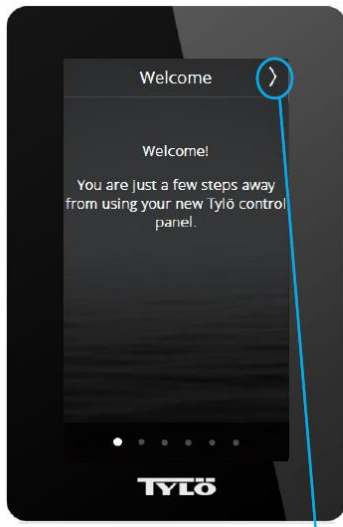 Welcome
Welcome!
You are just a few steps away
from using your new Tylö control
panel.
TYLÖ